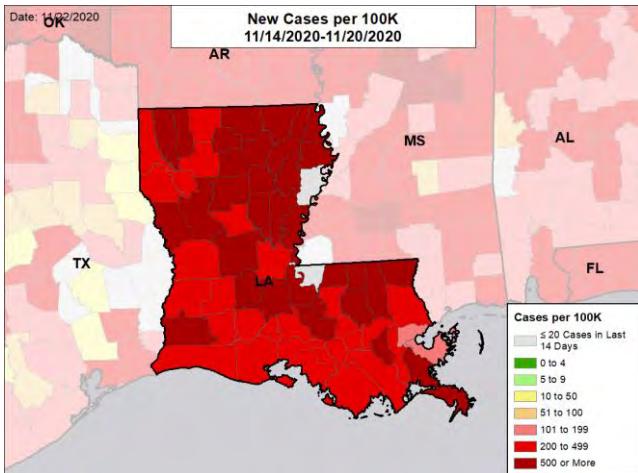 Date: 11/22/2020
New Cases per 100K
11/14/2020-11/20/2020
OK
AR
MS
AL
TX
LA
FL
Cases per 100K
≤ 20 Cases in Last
14 Days
0 to 4
5 to 9
10 to 50
51 to 100
101 to 199
200 to 499
500 or More